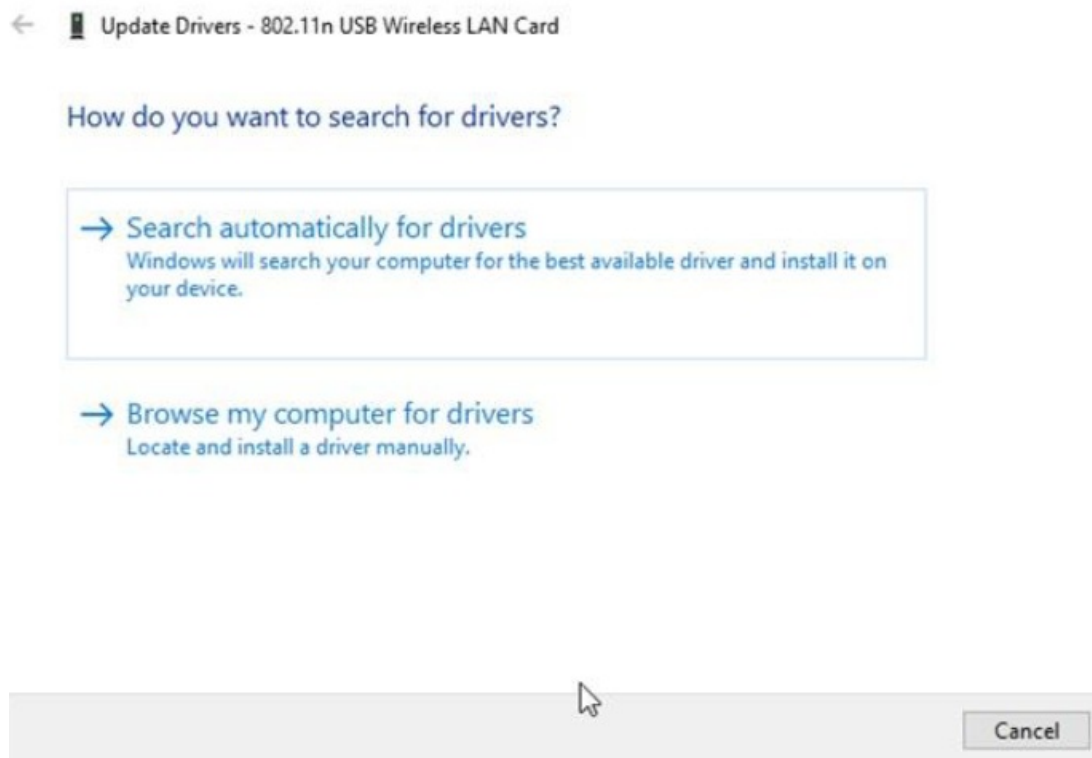 Update Drivers - 802.11n USB Wireless LAN Card
How do you want to search for drivers?
Search automatically for drivers
Windows will search your computer for the best available driver and install it on
your device.
Browse my computer for drivers
Locate and install a driver manually.
Cancel